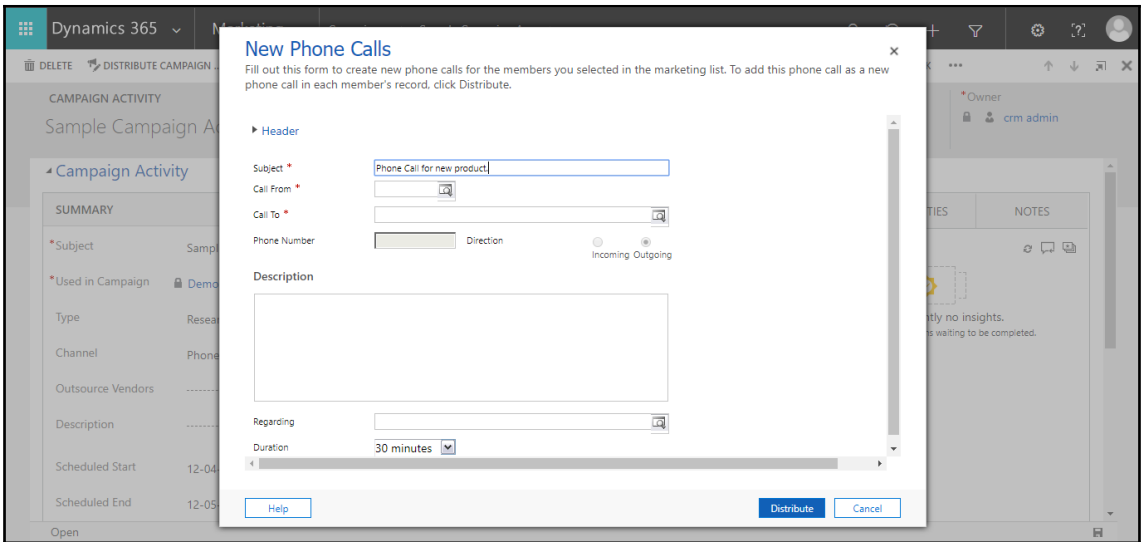 Dynamics 365
DELETE DISTRIBUTE CAMPAIGN ...
CAMPAIGN ACTIVITY
Sample Campaign Ac
*Owner
crm admin
Campaign Activity
SUMMARY
TIES
NOTES
*Subject
Sampl
*Used in Campaign
Demo
Type
Resear
Channel
Phone
Outsource Vendors
--------
Description
--------
Scheduled Start
12-04-
Scheduled End
12-05-
Open
ntly no insights.
ns waiting to be completed.
New Phone Calls
Fill out this form to create new phone calls for the members you selected in the marketing list. To add this phone call as a new
phone call in each member's record, click Distribute.
Header
Subject *
Phone Call for new product.
Call From *
Call To *
Phone Number
Direction
Incoming Outgoing
Description
Regarding
Duration
30 minutes
Help
Distribute
Cancel